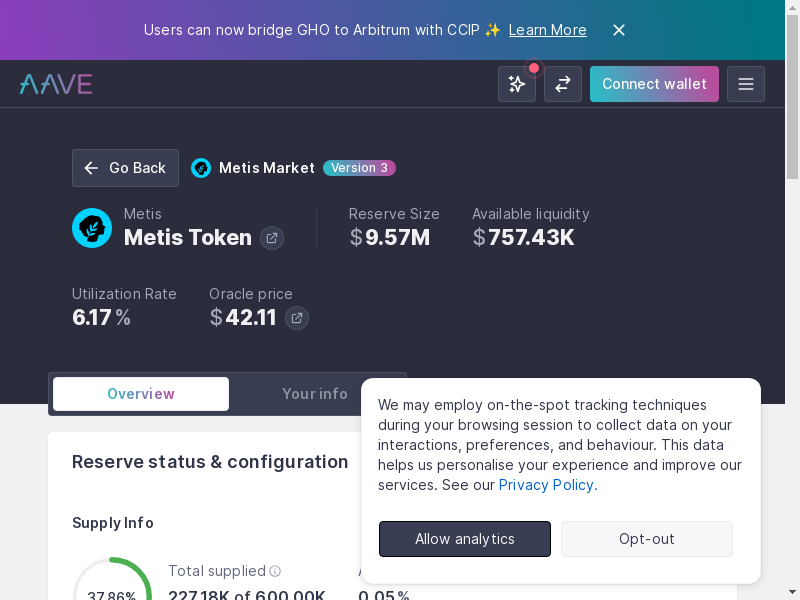 Users can now bridge GHO to Arbitrum with CCIP ✨ Learn More
AAVE
Connect wallet
Go Back
Metis Market
Version 3
Metis
Metis Token
Reserve Size
$9.57M
Available liquidity
$757.43K
Utilization Rate
6.17%
Oracle price
$42.11
Overview
Your info
We may employ on-the-spot tracking techniques
during your browsing session to collect data on your
interactions, preferences, and behaviour. This data
helps us personalise your experience and improve our
services. See our Privacy Policy.
Allow analytics
Opt-out
Reserve status & configuration
Supply Info
37.86%
Total supplied
227.18K of 600.00K
0.05%